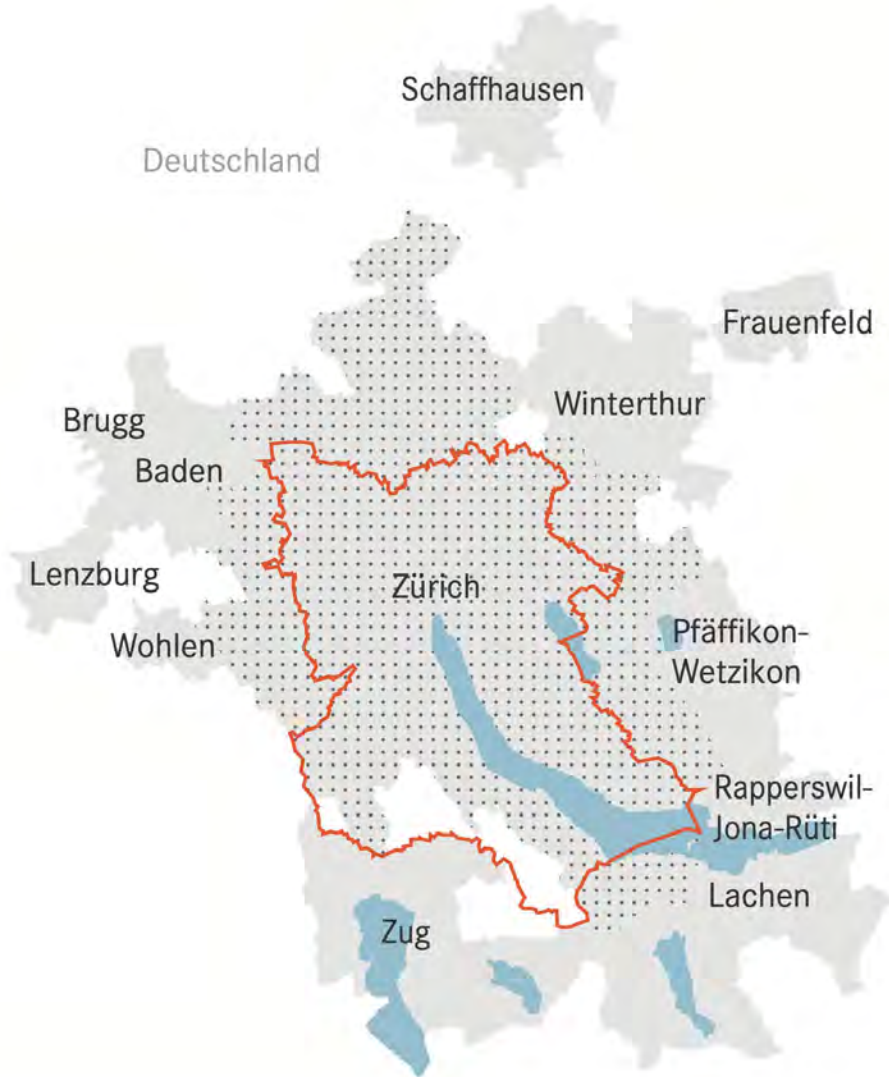 Schaffhausen
Deutschland
Frauenfeld
Winterthur
Brugg
Baden
Lenzburg
Zürich
Wohlen
Pfäffikon-
Wetzikon
Rapperswil-
Jona-Rüti
Lachen
Zug